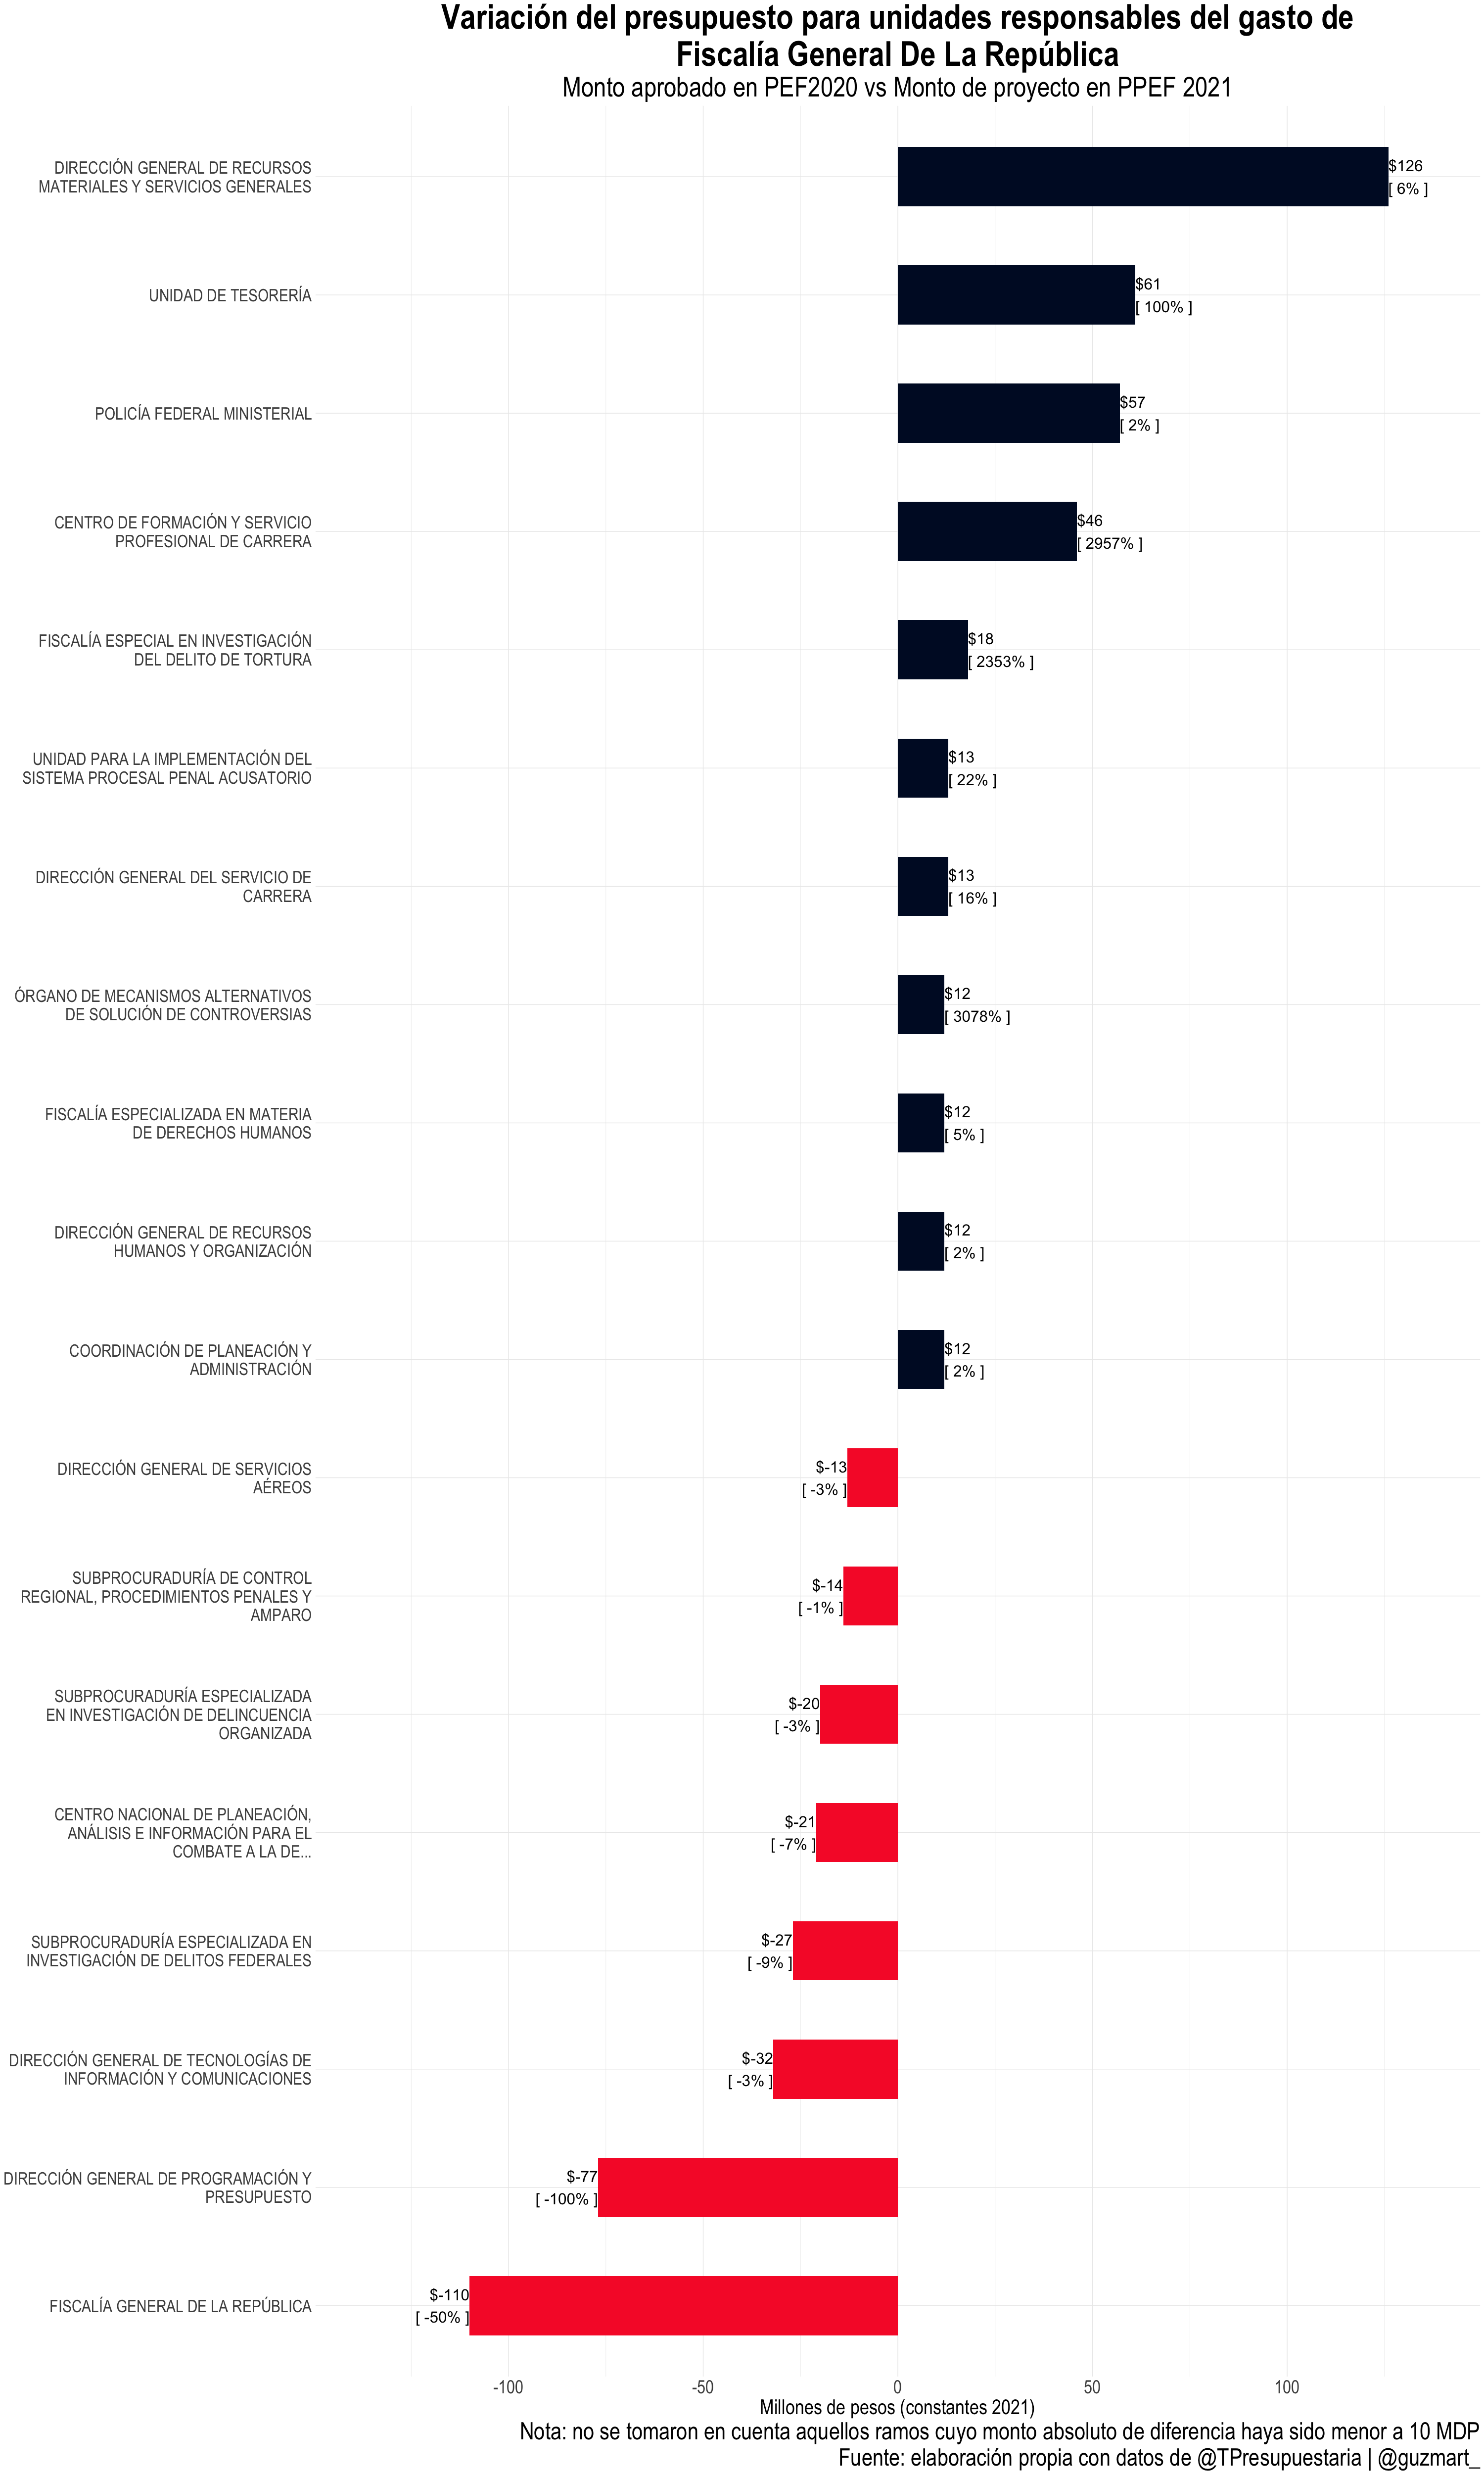 Variación del presupuesto para unidades responsables del gasto de
Fiscalía General De La República
Monto aprobado en PEF2020 vs Monto de proyecto en PPEF 2021
DIRECCIÓN GENERAL DE RECURSOS
MATERIALES Y SERVICIOS GENERALES
$126
[ 6% ]
UNIDAD DE TESORERÍA
$61
[ 100% ]
POLICÍA FEDERAL MINISTERIAL
$57
[ 2% ]
CENTRO DE FORMACIÓN Y SERVICIO
PROFESIONAL DE CARRERA
$46
[ 2957% ]
FISCALÍA ESPECIAL EN INVESTIGACIÓN
DEL DELITO DE TORTURA
$18
[ 2353% ]
UNIDAD PARA LA IMPLEMENTACIÓN DEL
SISTEMA PROCESAL PENAL ACUSATORIO
$13
[ 22% ]
DIRECCIÓN GENERAL DEL SERVICIO DE
CARRERA
$13
[ 16% ]
ÓRGANO DE MECANISMOS ALTERNATIVOS
DE SOLUCIÓN DE CONTROVERSIAS
$12
[ 3078% ]
FISCALÍA ESPECIALIZADA EN MATERIA
DE DERECHOS HUMANOS
$12
[ 5% ]
DIRECCIÓN GENERAL DE RECURSOS
HUMANOS Y ORGANIZACIÓN
$12
[ 2% ]
COORDINACIÓN DE PLANEACIÓN Y
ADMINISTRACIÓN
$12
[ 2% ]
DIRECCIÓN GENERAL DE SERVICIOS
AÉREOS
$-13
[ -3% ]
SUBPROCURADURÍA DE CONTROL
REGIONAL, PROCEDIMIENTOS PENALES Y
AMPARO
$-14
[ -1% ]
SUBPROCURADURÍA ESPECIALIZADA
EN INVESTIGACIÓN DE DELINCUENCIA
ORGANIZADA
$-20
[ -3% ]
CENTRO NACIONAL DE PLANEACIÓN,
ANÁLISIS E INFORMACIÓN PARA EL
COMBATE A LA DE...
$-21
[ -7% ]
SUBPROCURADURÍA ESPECIALIZADA EN
INVESTIGACIÓN DE DELITOS FEDERALES
$-27
[ -9% ]
DIRECCIÓN GENERAL DE TECNOLOGÍAS DE
INFORMACIÓN Y COMUNICACIONES
$-32
[ -3% ]
DIRECCIÓN GENERAL DE PROGRAMACIÓN Y
PRESUPUESTO
$-77
[ -100% ]
FISCALÍA GENERAL DE LA REPÚBLICA
$-110
[ -50% ]
-100 -50 0 50 100
Millones de pesos (constantes 2021)
Nota: no se tomaron en cuenta aquellos ramos cuyo monto absoluto de diferencia haya sido menor a 10 MDP
Fuente: elaboración propia con datos de @TPresupuestaria | @guzmart_